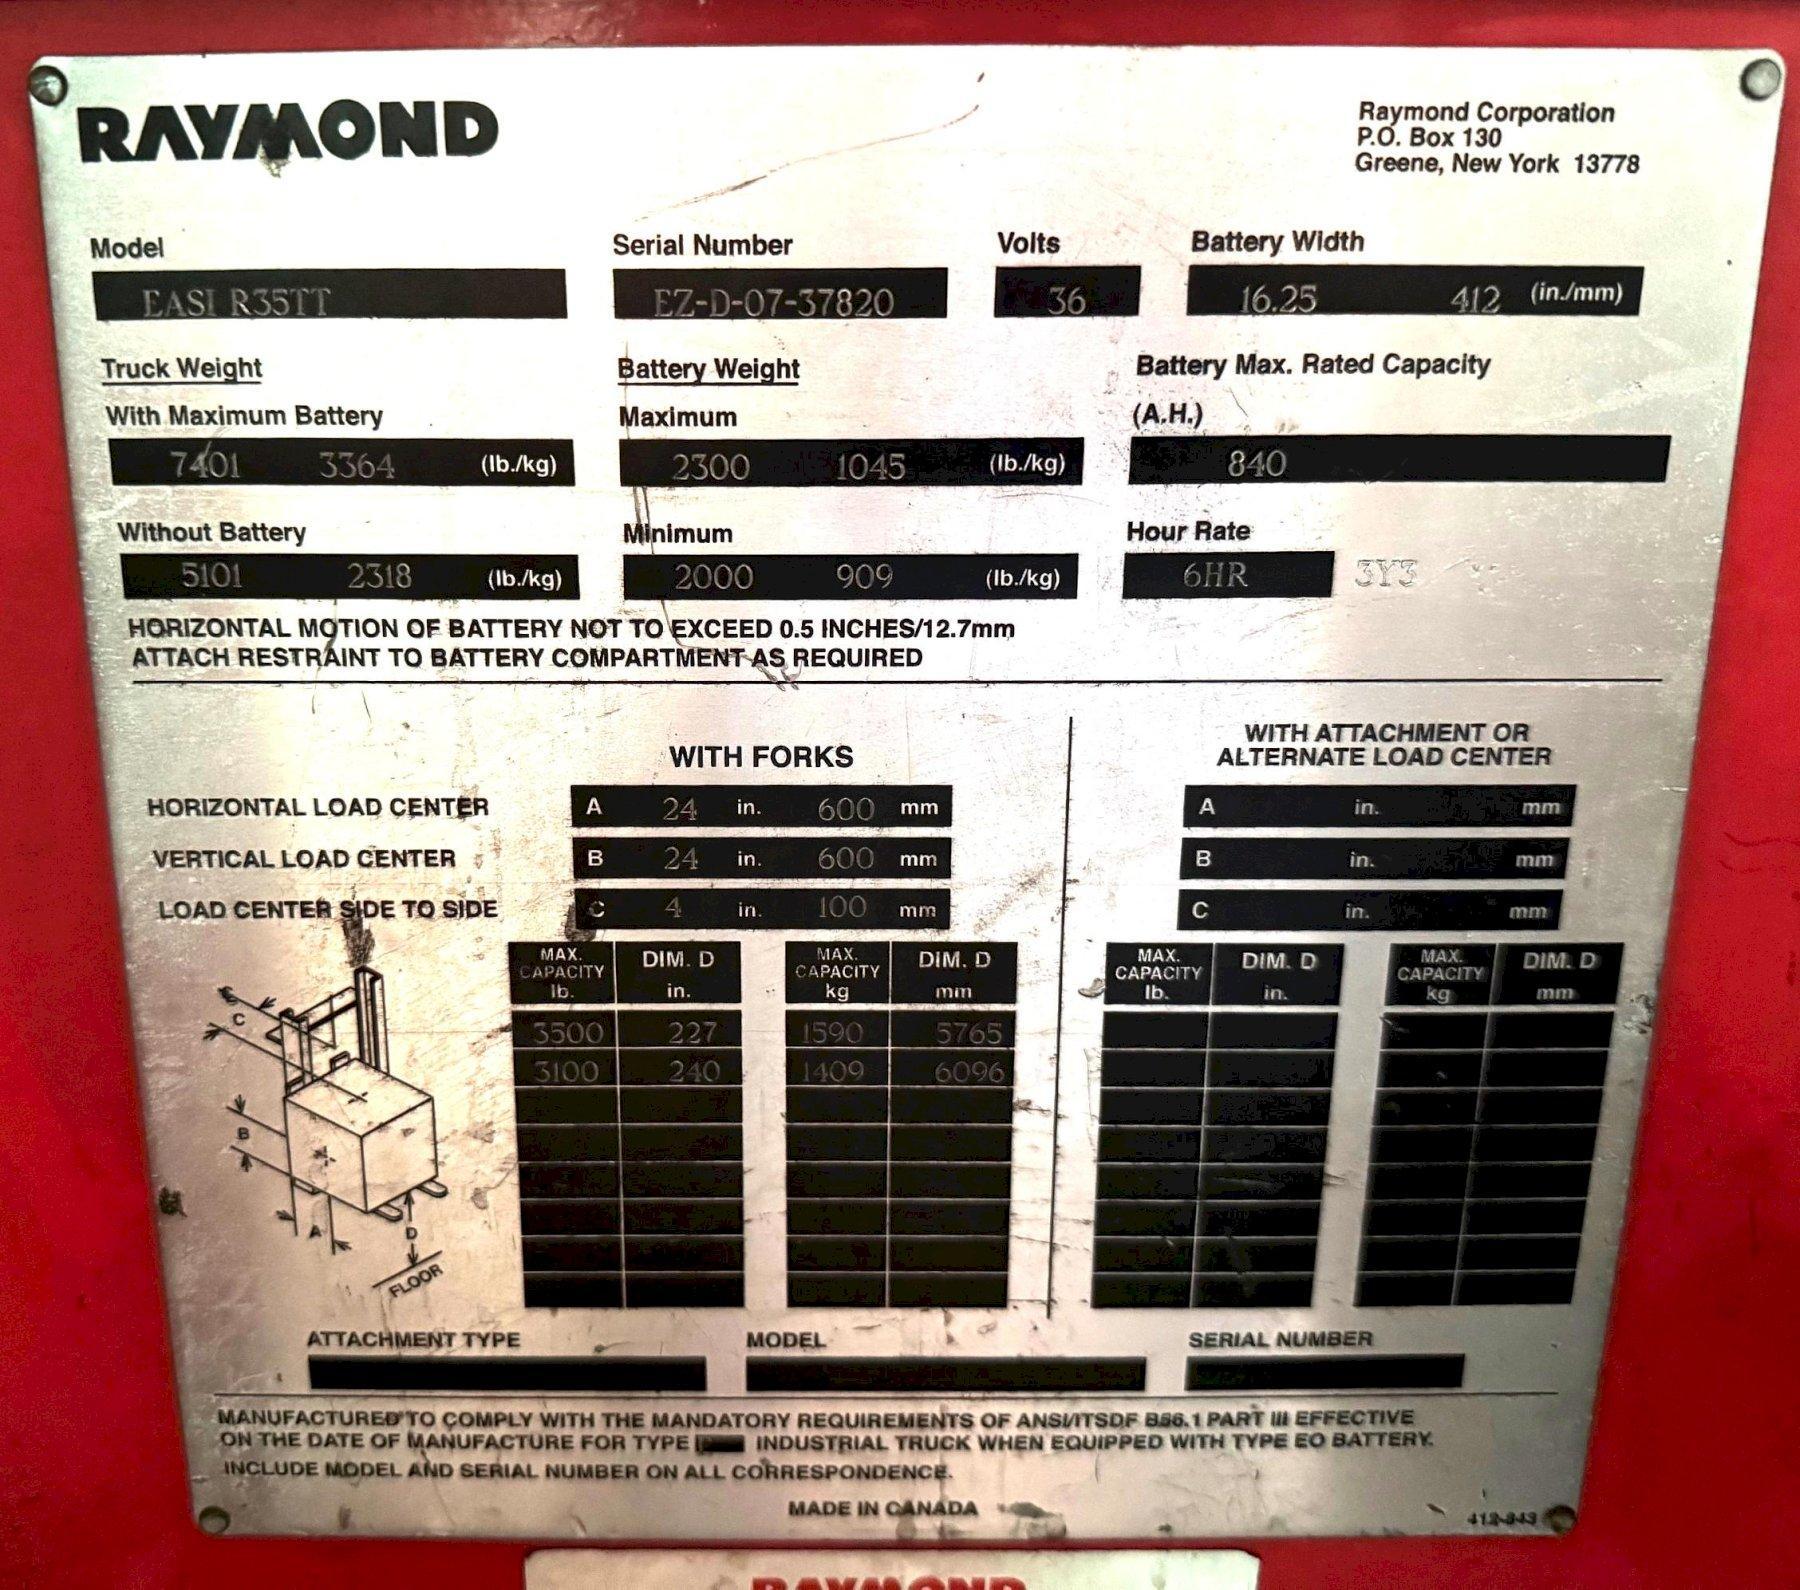 RAYMOND
Raymond Corporation
P.O. Box 130
Greene, New York 13778
Model Serial Number Volts Battery Width
EASI R35TT EZ-D-07-37820 36 16.25 412 (in./mm)
Truck Weight Battery Weight Battery Max. Rated Capacity
With Maximum Battery Maximum (A.H.)
7401 3364 (lb./kg) 2300 1045 (lb./kg) 840
Without Battery Minimum Hour Rate
5101 2318 (lb./kg) 2000 909 (lb./kg) 6HR 3Y3
HORIZONTAL MOTION OF BATTERY NOT TO EXCEED 0.5 INCHES/12.7mm
ATTACH RESTRAINT TO BATTERY COMPARTMENT AS REQUIRED
WITH FORKS
WITH ATTACHMENT OR
ALTERNATE LOAD CENTER
HORIZONTAL LOAD CENTER A 24 in. 600 mm A in. mm
VERTICAL LOAD CENTER B 24 in. 600 mm B in. mm
LOAD CENTER SIDE TO SIDE C 4 in. 100 mm C in. mm
MAX. CAPACITY lb. DIM. D in. MAX. CAPACITY kg DIM. D mm MAX. CAPACITY lb. DIM. D in. MAX. CAPACITY kg DIM. D mm
3500 227 1590 5765
3100 240 1409 6096
C
B
A
D
FLOOR
ATTACHMENT TYPE MODEL SERIAL NUMBER
MANUFACTURED TO COMPLY WITH THE MANDATORY REQUIREMENTS OF ANSI/ITSDF B56.1 PART III EFFECTIVE
ON THE DATE OF MANUFACTURE FOR TYPE INDUSTRIAL TRUCK WHEN EQUIPPED WITH TYPE EO BATTERY.
INCLUDE MODEL AND SERIAL NUMBER ON ALL CORRESPONDENCE.
MADE IN CANADA
412-343
RAYMOND